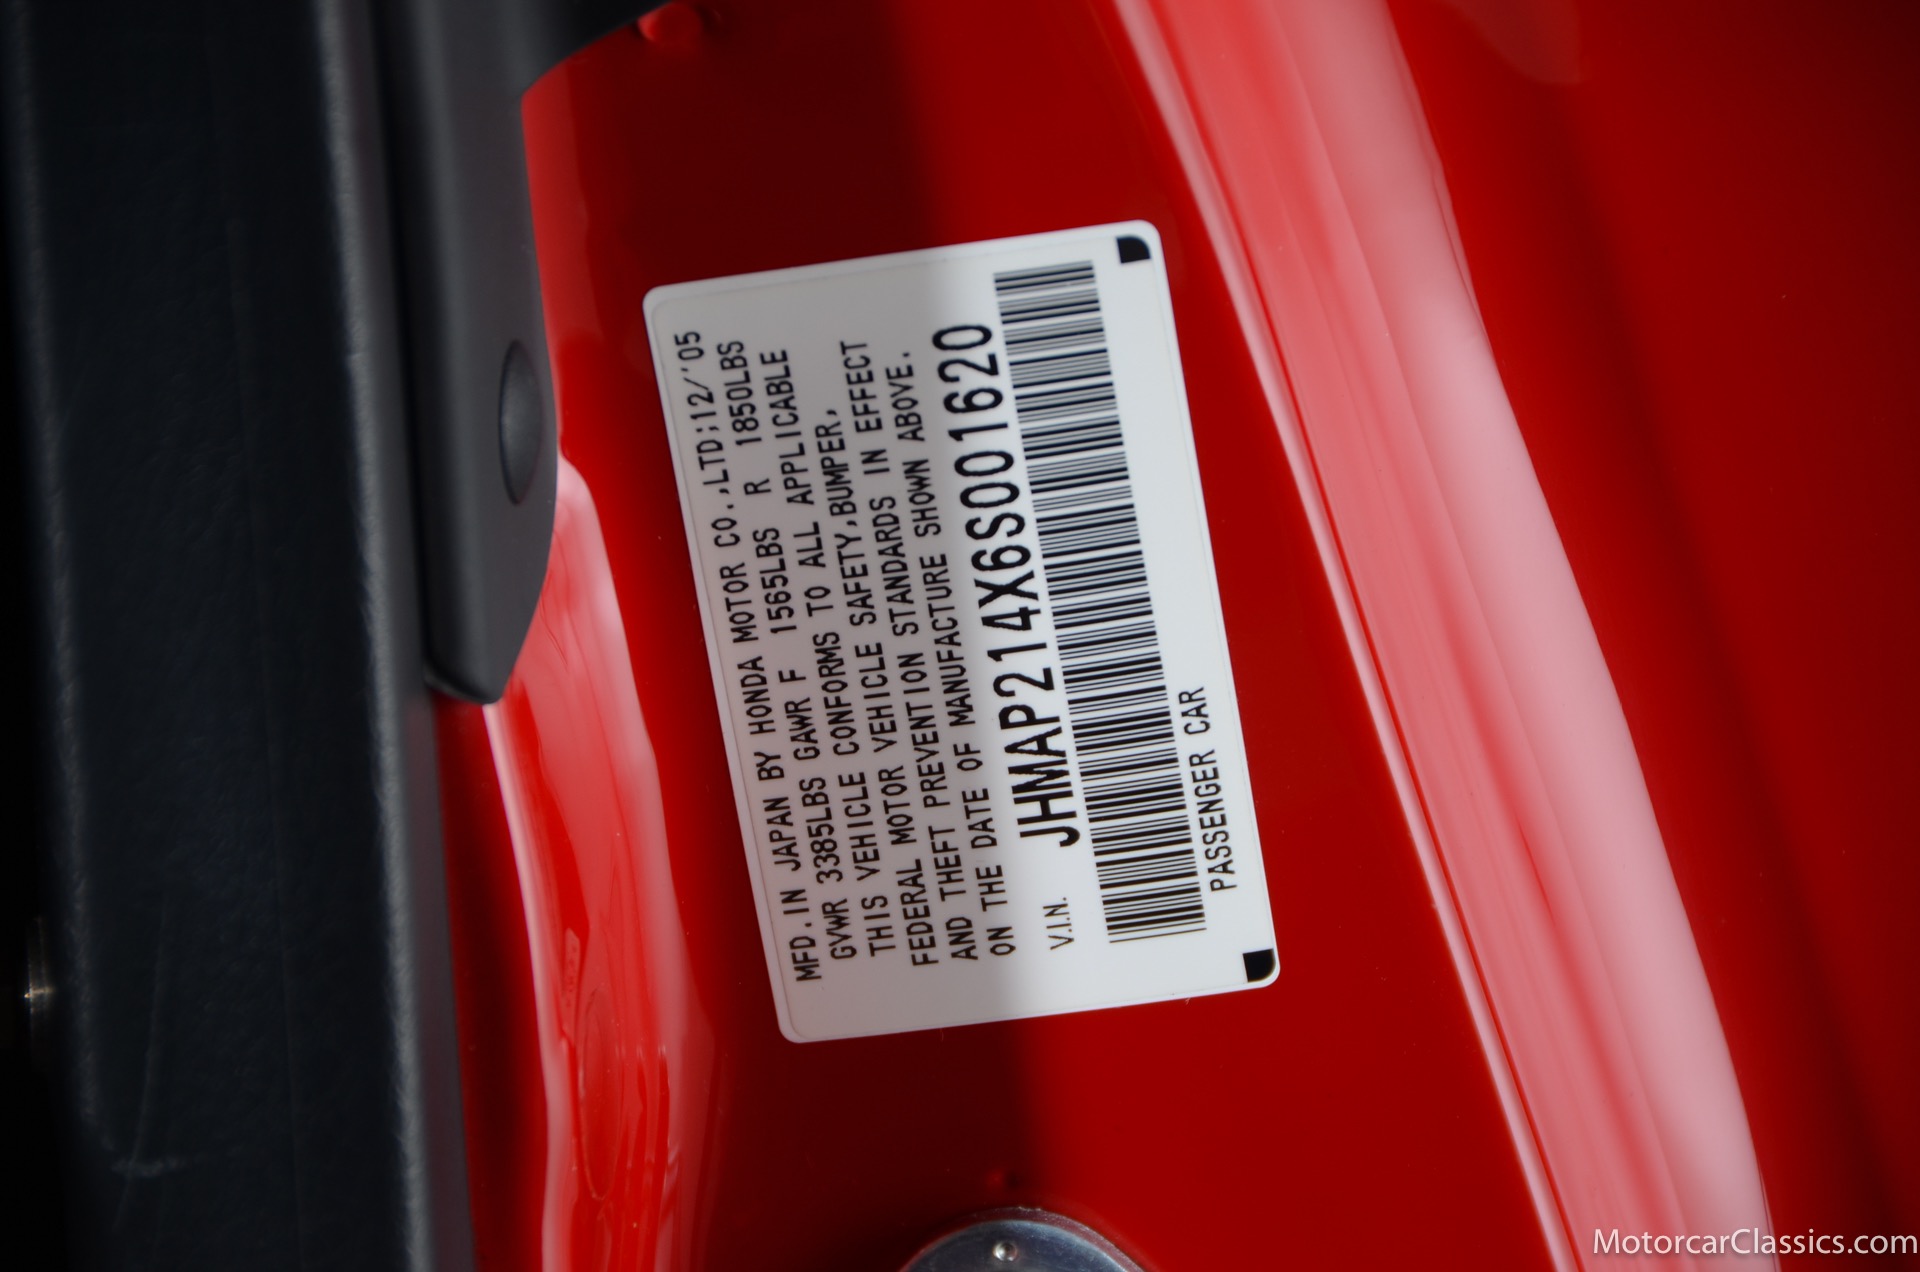 MFD.IN JAPAN BY HONDA MOTOR CO.,LTD;12/'05
GVWR 3385LBS GAWR F 1565LBS R 1850LBS
THIS VEHICLE CONFORMS TO ALL APPLICABLE
FEDERAL MOTOR VEHICLE SAFETY,BUMPER,
AND THEFT PREVENTION STANDARDS IN EFFECT
ON THE DATE OF MANUFACTURE SHOWN ABOVE.
V.I.N. JHMAP214X6S001620
PASSENGER CAR
MotorcarClassics.com